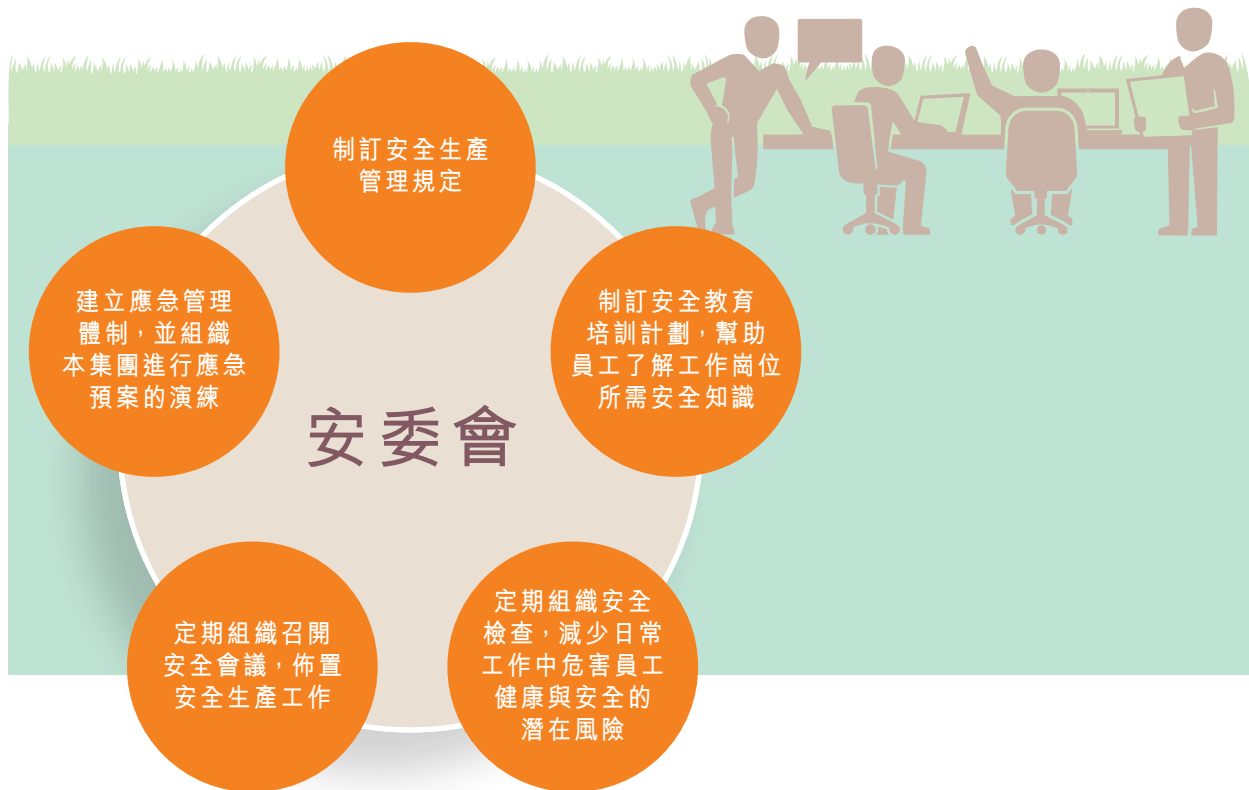 制訂安全生產
管理規定
建立應急管理
體制，並組織
本集團進行應急
預案的演練
制訂安全教育
培訓計劃，幫助
員工了解工作崗位
所需安全知識
安委會
定期組織召開
安全會議，佈置
安全生產工作
定期組織安全
檢查，減少日常
工作中危害員工
健康與安全的
潛在風險